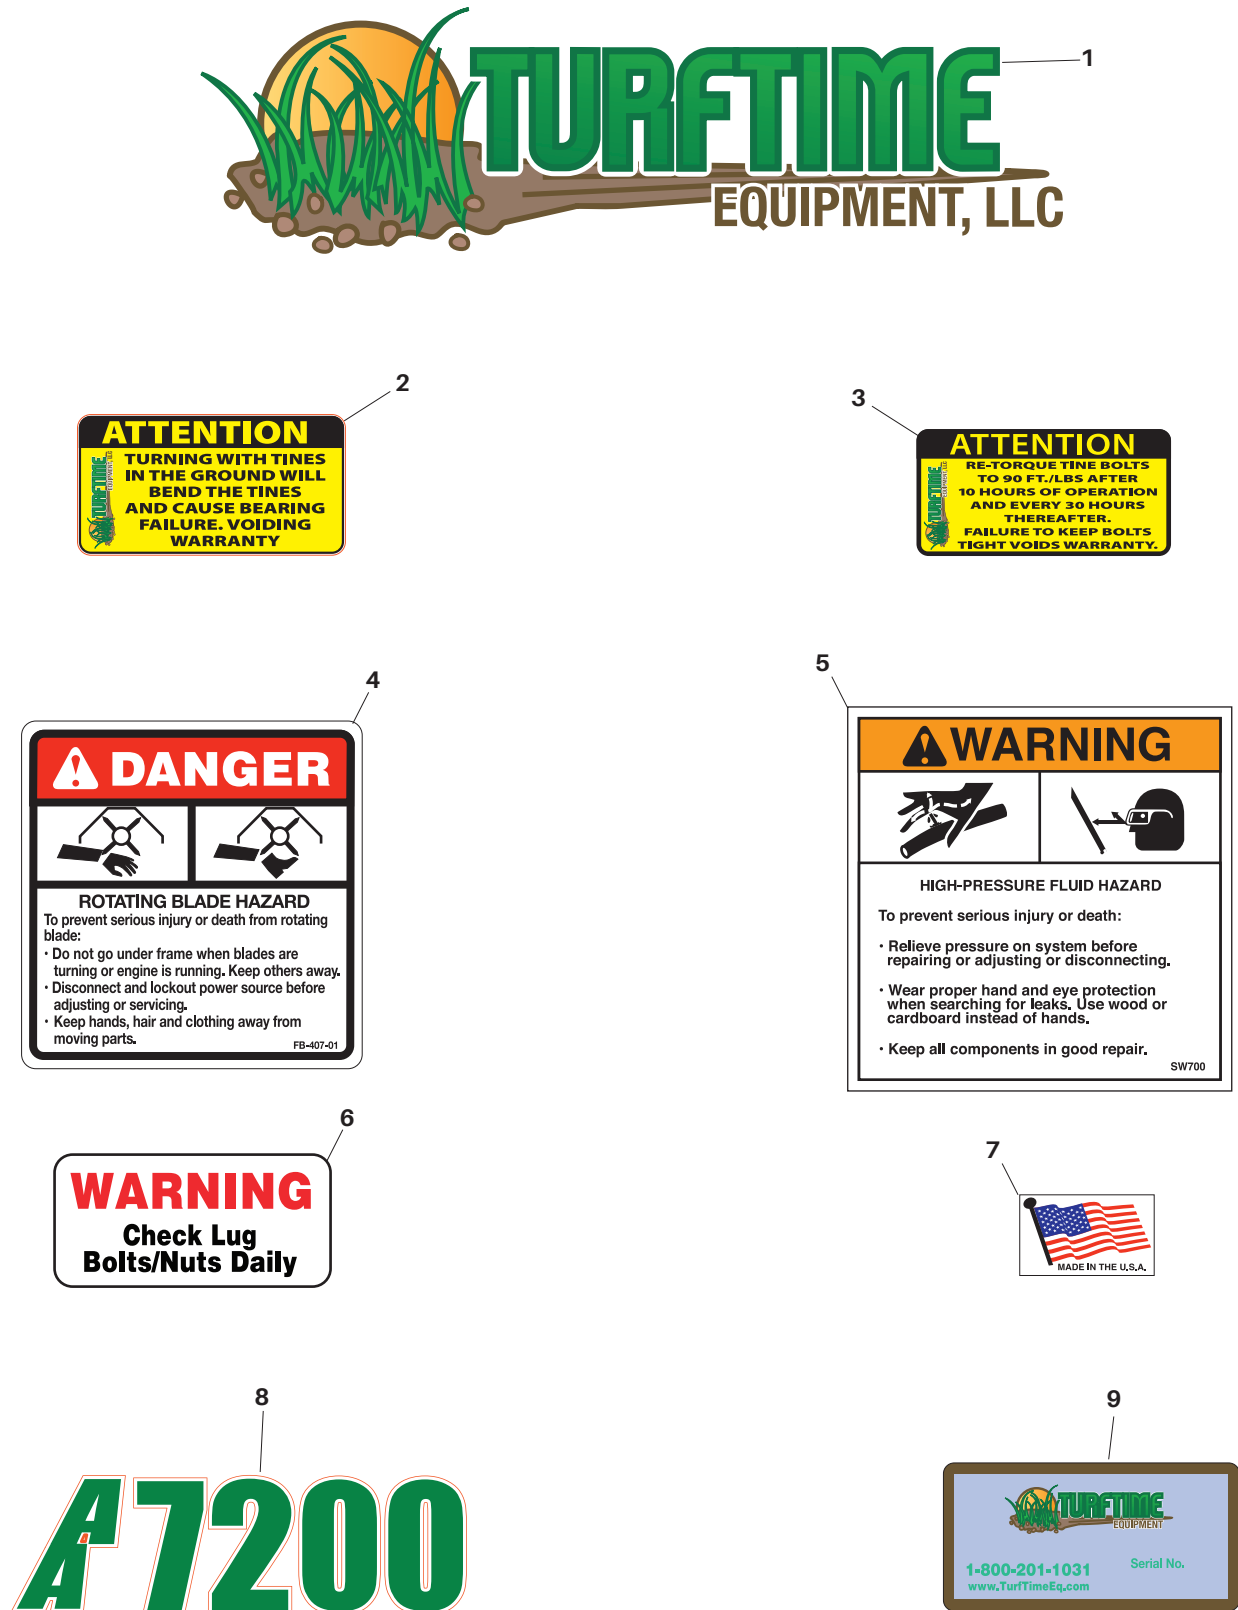 TURFTIME
1
EQUIPMENT, LLC
2
ATTENTION
TURFTIME
EQUIPMENT, LLC
TURNING WITH TINES
IN THE GROUND WILL
BEND THE TINES
AND CAUSE BEARING
FAILURE. VOIDING
WARRANTY
3
ATTENTION
TURFTIME
EQUIPMENT, LLC
RE-TORQUE TINE BOLTS
TO 90 FT./LBS AFTER
10 HOURS OF OPERATION
AND EVERY 30 HOURS
THEREAFTER.
FAILURE TO KEEP BOLTS
TIGHT VOIDS WARRANTY.
4
DANGER
ROTATING BLADE HAZARD
To prevent serious injury or death from rotating
blade:
• Do not go under frame when blades are
turning or engine is running. Keep others away.
• Disconnect and lockout power source before
adjusting or servicing.
• Keep hands, hair and clothing away from
moving parts.
FB-407-01
5
WARNING
HIGH-PRESSURE FLUID HAZARD
To prevent serious injury or death:
• Relieve pressure on system before
repairing or adjusting or disconnecting.
• Wear proper hand and eye protection
when searching for leaks. Use wood or
cardboard instead of hands.
• Keep all components in good repair.
SW700
6
WARNING
Check Lug
Bolts/Nuts Daily
7
MADE IN THE U.S.A.
8
AA7200
9
TURFTIME
EQUIPMENT
1-800-201-1031
Serial No.
www.TurfTimeEq.com